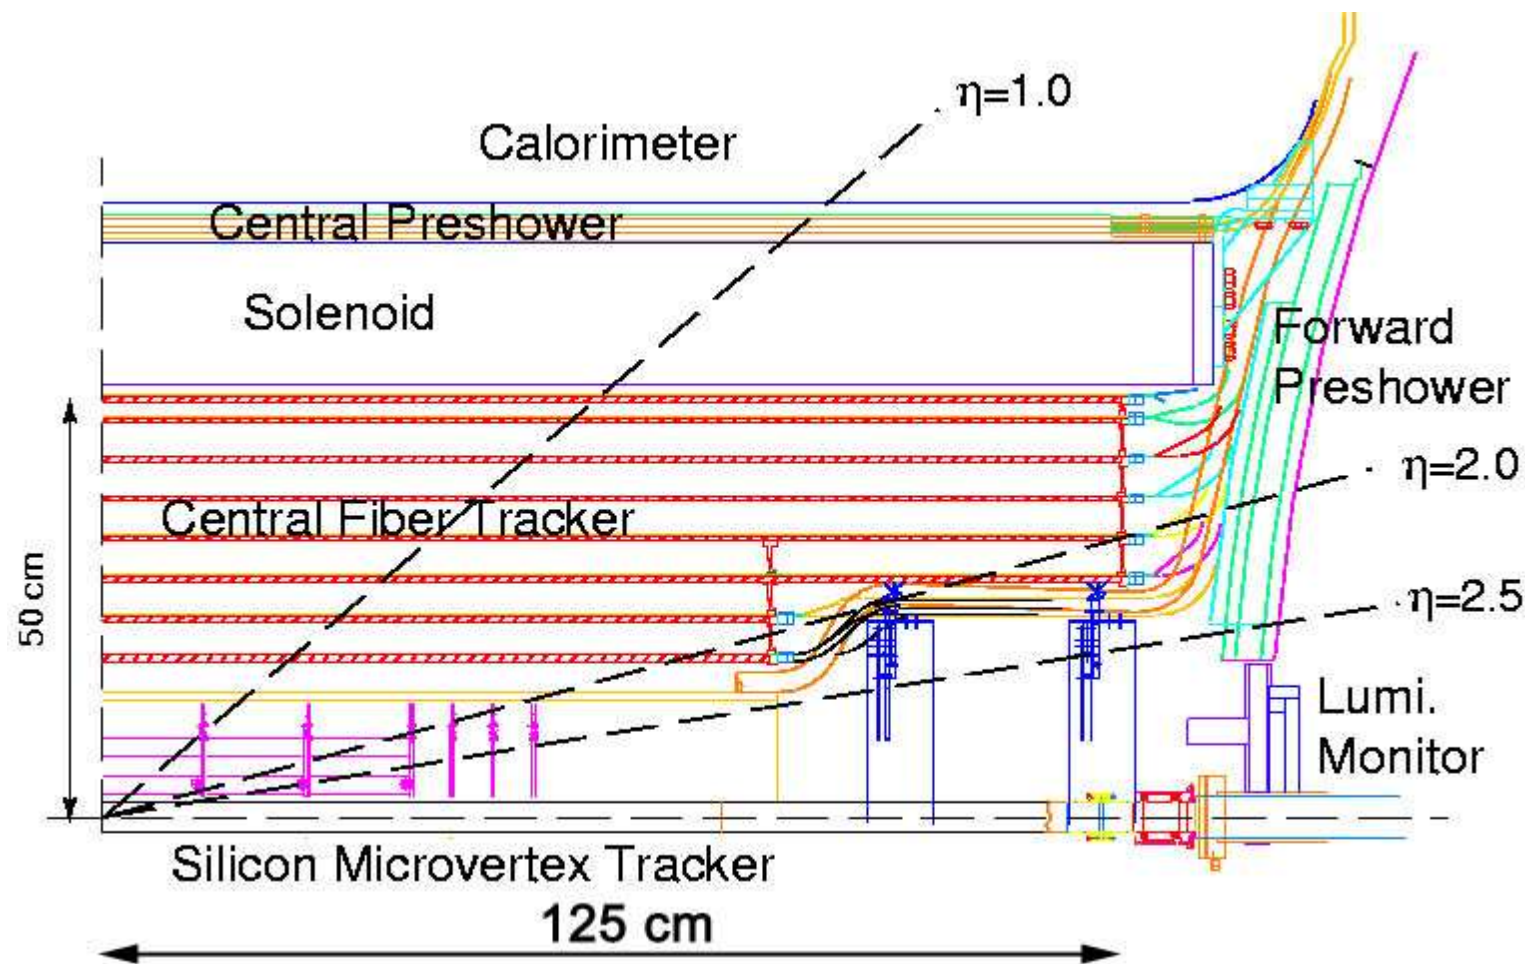 η=1.0
Calorimeter
Central Preshower
Solenoid
Forward
Preshower
η=2.0
Central Fiber Tracker
50 cm
η=2.5
Lumi.
Monitor
Silicon Microvertex Tracker
125 cm